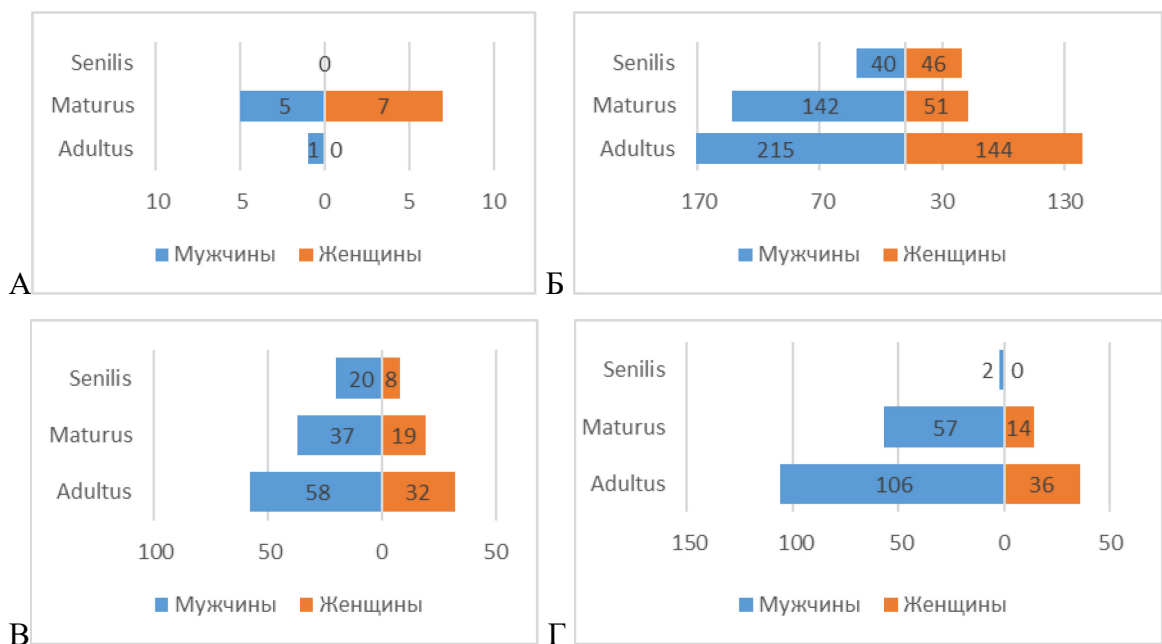 Senilis 0
Maturus 5 7
Adultus 1 0
10 5 0 5 10
Мужчины Женщины
А
Senilis 40 46
Maturus 142 51
Adultus 215 144
170 70 30 130
Мужчины Женщины
Б
Senilis 20 8
Maturus 37 19
Adultus 58 32
100 50 0 50
Мужчины Женщины
В
Senilis 2 0
Maturus 57 14
Adultus 106 36
150 100 50 0 50
Мужчины Женщины
Г